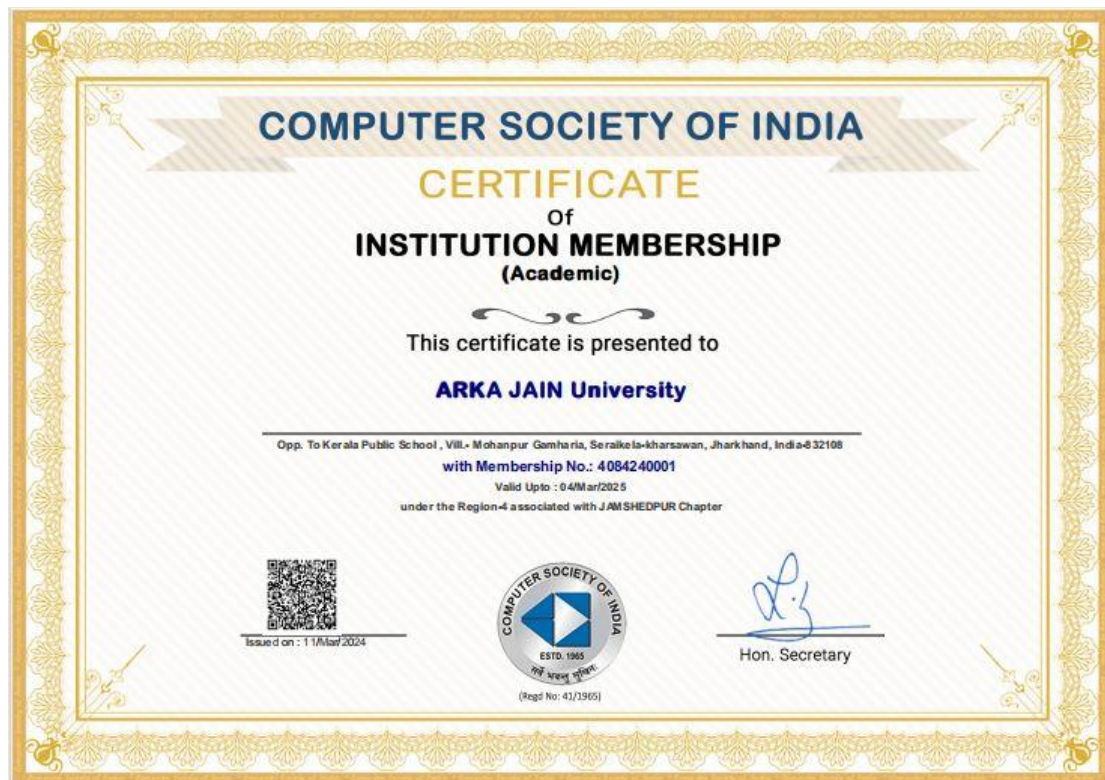 COMPUTER SOCIETY OF INDIA
CERTIFICATE
Of
INSTITUTION MEMBERSHIP
(Academic)
This certificate is presented to
ARKA JAIN University
Opp. To Kerala Public School , Vill.- Mohanpur Gamharia, Seraikela-kharsawan, Jharkhand, India-832108
with Membership No.: 4084240001
Valid Upto : 04/Mar/2025
under the Region-4 associated with JAMSHEDPUR Chapter
Issued on : 11/Mar/2024
COMPUTER SOCIETY OF INDIA
ESTD. 1965
सर्वे भवन्तु सुखिनः
(Regd No: 41/1965)
Hon. Secretary